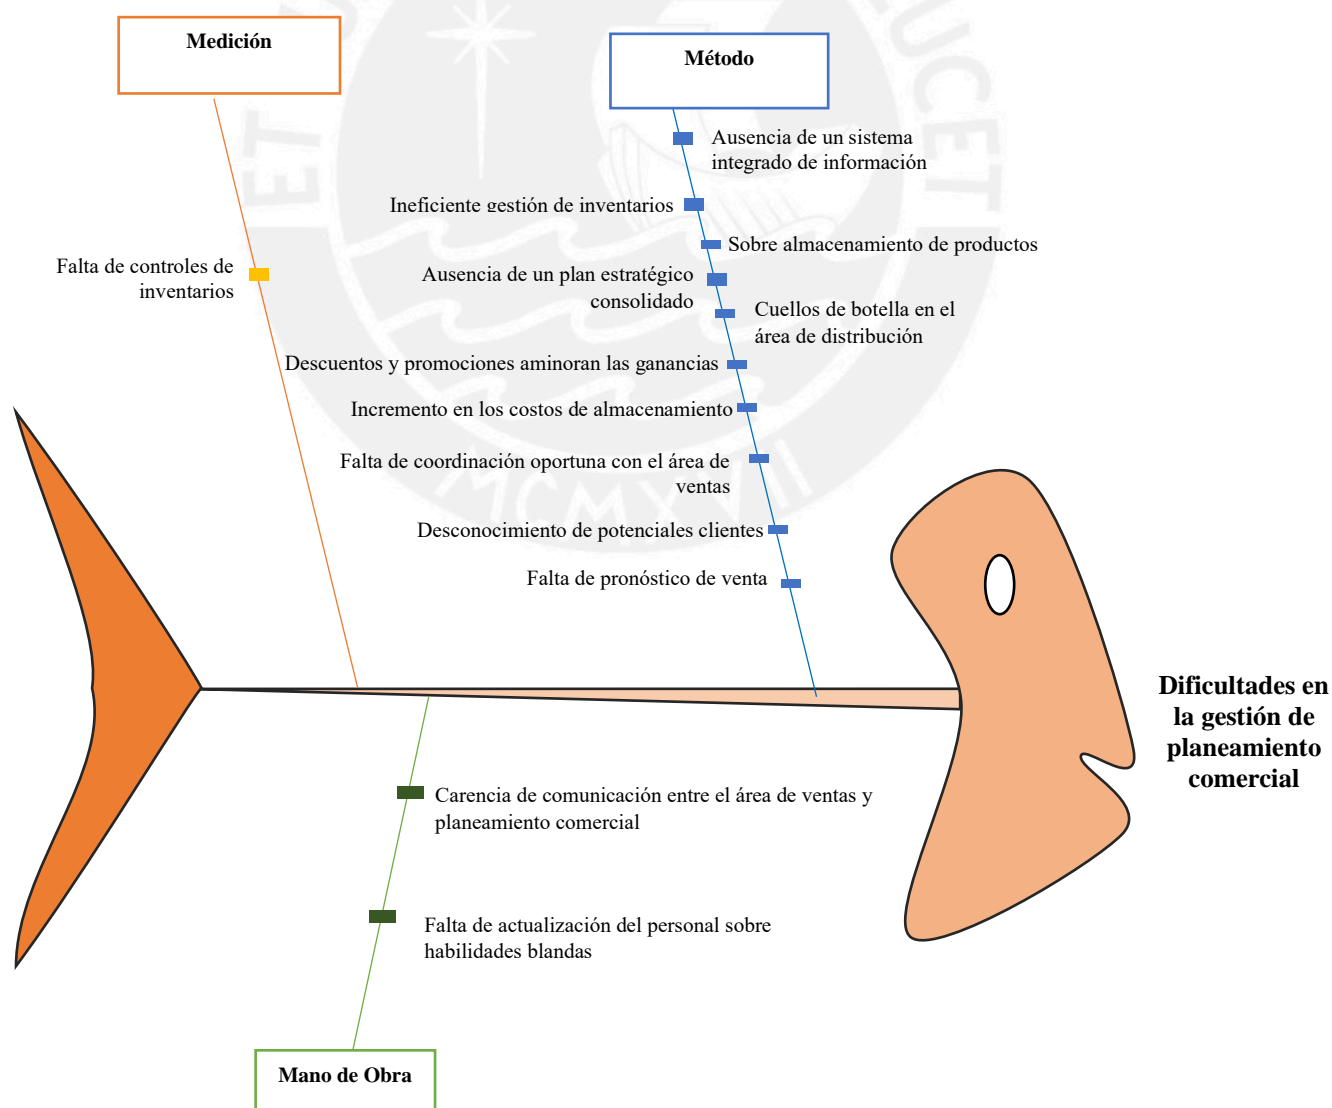 Medición
Método
Ausencia de un sistema
integrado de información
Ineficiente gestión de inventarios
Sobre almacenamiento de productos
Falta de controles de
inventarios
Ausencia de un plan estratégico
consolidado
Cuellos de botella en el
área de distribución
Descuentos y promociones aminoran las ganancias
Incremento en los costos de almacenamiento
Falta de coordinación oportuna con el área de
ventas
Desconocimiento de potenciales clientes
Falta de pronóstico de venta
Dificultades en
la gestión de
planeamiento
comercial
Carencia de comunicación entre el área de ventas y
planeamiento comercial
Falta de actualización del personal sobre
habilidades blandas
Mano de Obra
ET
LUCET
MCMXVII